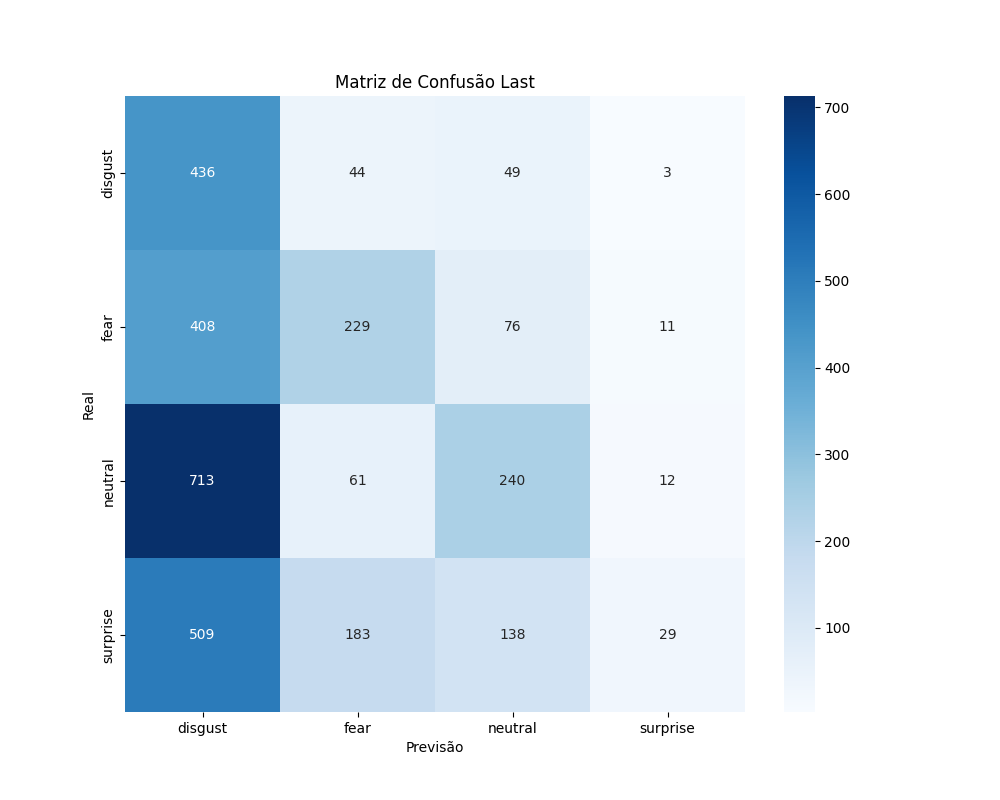 Matriz de Confusão Last
Real
disgust 436 44 49 3
fear 408 229 76 11
neutral 713 61 240 12
surprise 509 183 138 29
disgust fear neutral surprise
Previsão
700
600
500
400
300
200
100